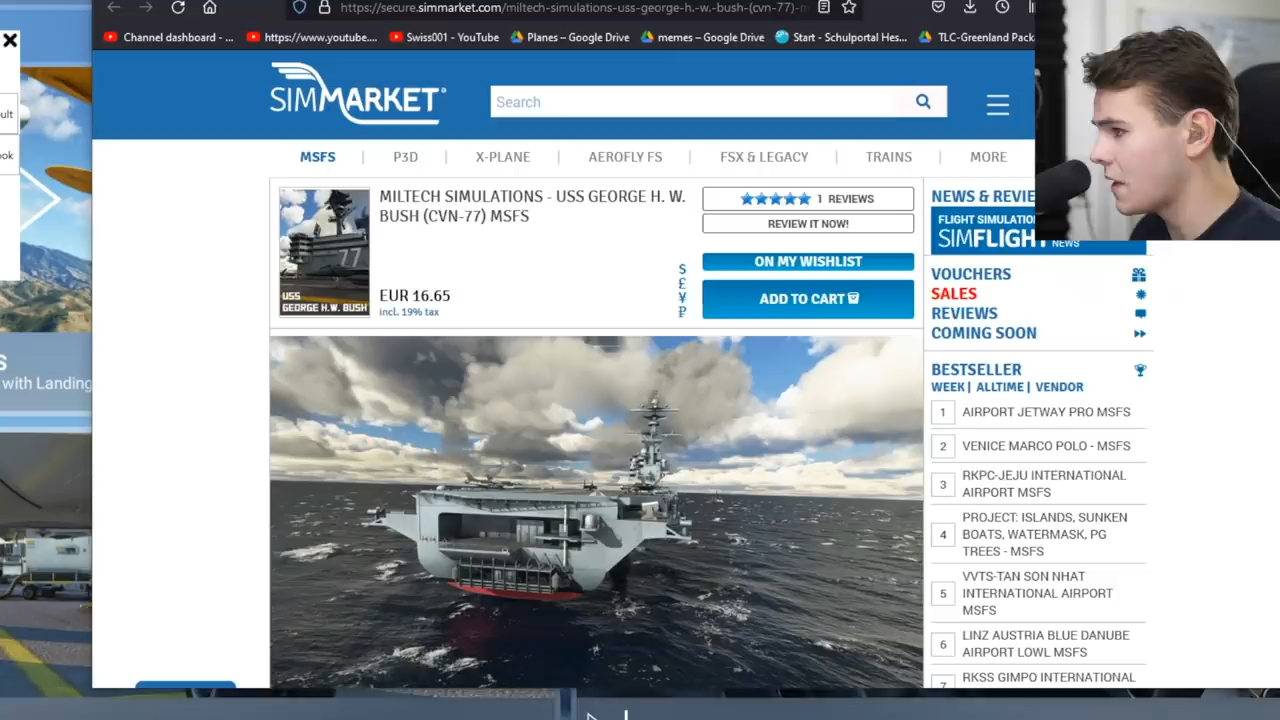 https://secure.simmarket.com/miltech-simulations-uss-george-h.-w.-bush-(cvn-77)-m
Channel dashboard - ...
https://www.youtube....
Swiss001 - YouTube
Planes – Google Drive
memes – Google Drive
Start - Schulportal Hes...
TLC-Greenland Pack
SIMMARKET
Search
MSFS
P3D
X-PLANE
AEROFLY FS
FSX & LEGACY
TRAINS
MORE
MILTECH SIMULATIONS - USS GEORGE H. W.
BUSH (CVN-77) MSFS
1 REVIEWS
REVIEW IT NOW!
EUR 16.65
incl. 19% tax
$
£
¥
₽
ON MY WISHLIST
ADD TO CART
77
USS
GEORGE H.W. BUSH
NEWS & REVIE
FLIGHT SIMULATIO
SIMFLIGHT
NEWS
VOUCHERS
SALES
REVIEWS
COMING SOON
BESTSELLER
WEEK | ALLTIME | VENDOR
1 AIRPORT JETWAY PRO MSFS
2 VENICE MARCO POLO - MSFS
3 RKPC-JEJU INTERNATIONAL
AIRPORT MSFS
4 PROJECT: ISLANDS, SUNKEN
BOATS, WATERMASK, PG
TREES - MSFS
5 VVTS-TAN SON NHAT
INTERNATIONAL AIRPORT
MSFS
6 LINZ AUSTRIA BLUE DANUBE
AIRPORT LOWL MSFS
7 RKSS GIMPO INTERNATIONAL
ult
ook
S
with Landing